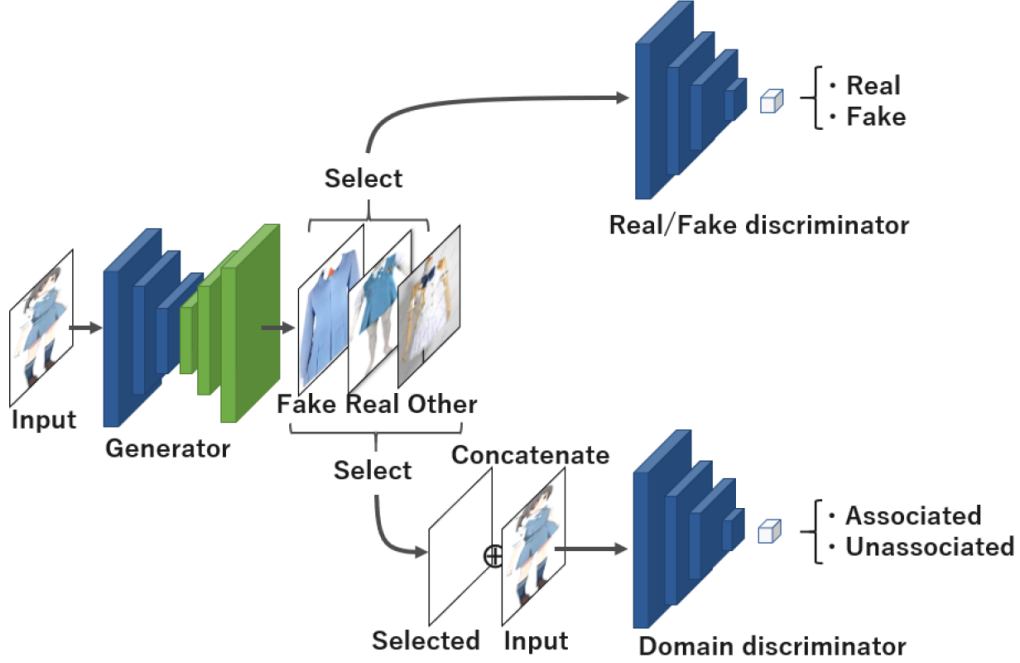 ・ Real
・ Fake
Select
Real/Fake discriminator
Input
Generator
Fake Real Other
Select
Concatenate
・ Associated
・ Unassociated
Selected
Input
Domain discriminator